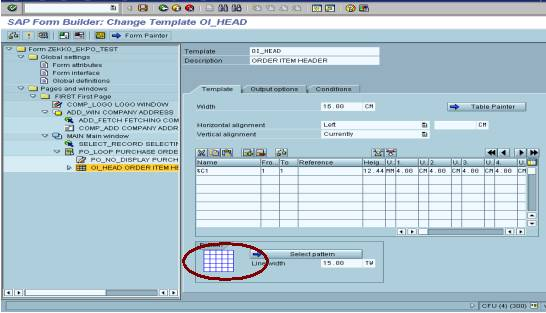 SAP Form Builder: Change Template OI_HEAD
Form Painter
Form ZEKKO_EKPO_TEST
Global settings
Form attributes
Form interface
Global definitions
Pages and windows
FIRST First Page
COMP_LOGO LOGO WINDOW
ADD_WIN COMPANY ADDRESS
ADD_FETCH FETCHING COM
COMP_ADD COMPANY ADDR
MAIN Main window
SELECT_RECORD SELECTIN
PO_LOOP PURCHASE ORDE
PO_NO_DISPLAY PURCH
OI_HEAD ORDER ITEM HE
Template OI_HEAD
Description ORDER ITEM HEADER
Template Output options Conditions
Width 16.00 CM Table Painter
Horizontal alignment Left CM
Vertical alignment Currently
Name Fro.. To Reference Heig.. U. 1. U. 2. U. 3. U. 4. U.
%C1 1 1 12.44 MM 4.00 CM 4.00 CM 4.00 CM 4.00 CM
Pattern
Select pattern
Line width 15.00 TW
CFU (4) (300)